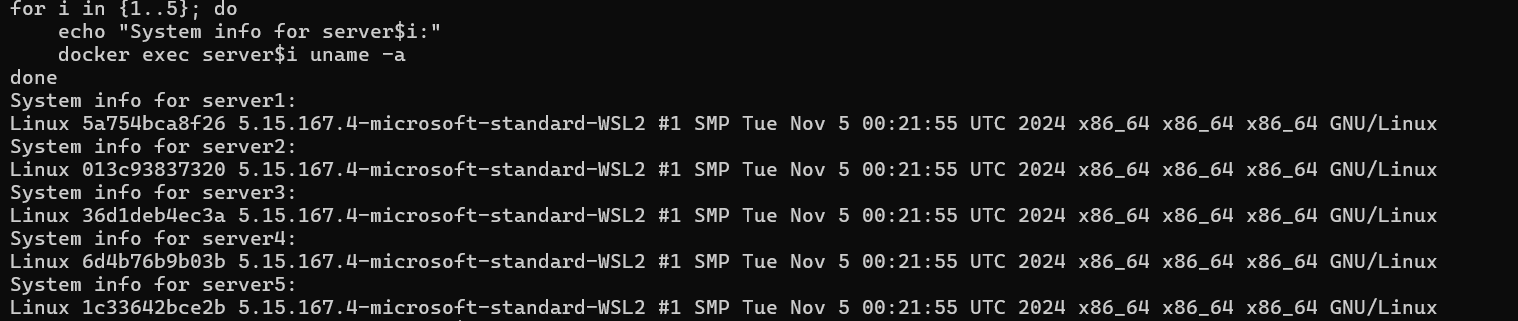 for i in {1..5}; do
    echo "System info for server$i:"
    docker exec server$i uname -a
done
System info for server1:
Linux 5a754bca8f26 5.15.167.4-microsoft-standard-WSL2 #1 SMP Tue Nov 5 00:21:55 UTC 2024 x86_64 x86_64 x86_64 GNU/Linux
System info for server2:
Linux 013c93837320 5.15.167.4-microsoft-standard-WSL2 #1 SMP Tue Nov 5 00:21:55 UTC 2024 x86_64 x86_64 x86_64 GNU/Linux
System info for server3:
Linux 36d1deb4ec3a 5.15.167.4-microsoft-standard-WSL2 #1 SMP Tue Nov 5 00:21:55 UTC 2024 x86_64 x86_64 x86_64 GNU/Linux
System info for server4:
Linux 6d4b76b9b03b 5.15.167.4-microsoft-standard-WSL2 #1 SMP Tue Nov 5 00:21:55 UTC 2024 x86_64 x86_64 x86_64 GNU/Linux
System info for server5:
Linux 1c33642bce2b 5.15.167.4-microsoft-standard-WSL2 #1 SMP Tue Nov 5 00:21:55 UTC 2024 x86_64 x86_64 x86_64 GNU/Linux